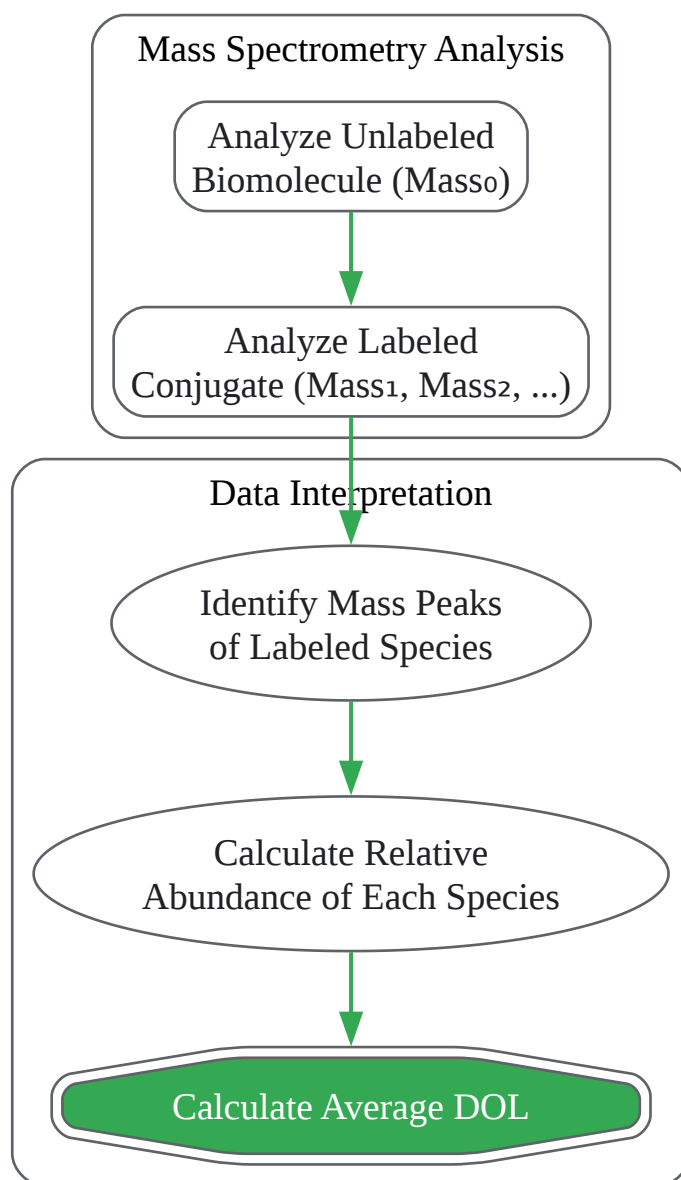 Mass Spectrometry Analysis
Analyze Unlabeled
Biomolecule (Mass₀)
Analyze Labeled
Conjugate (Mass₁, Mass₂, ...)
Data Interpretation
Identify Mass Peaks
of Labeled Species
Calculate Relative
Abundance of Each Species
Calculate Average DOL